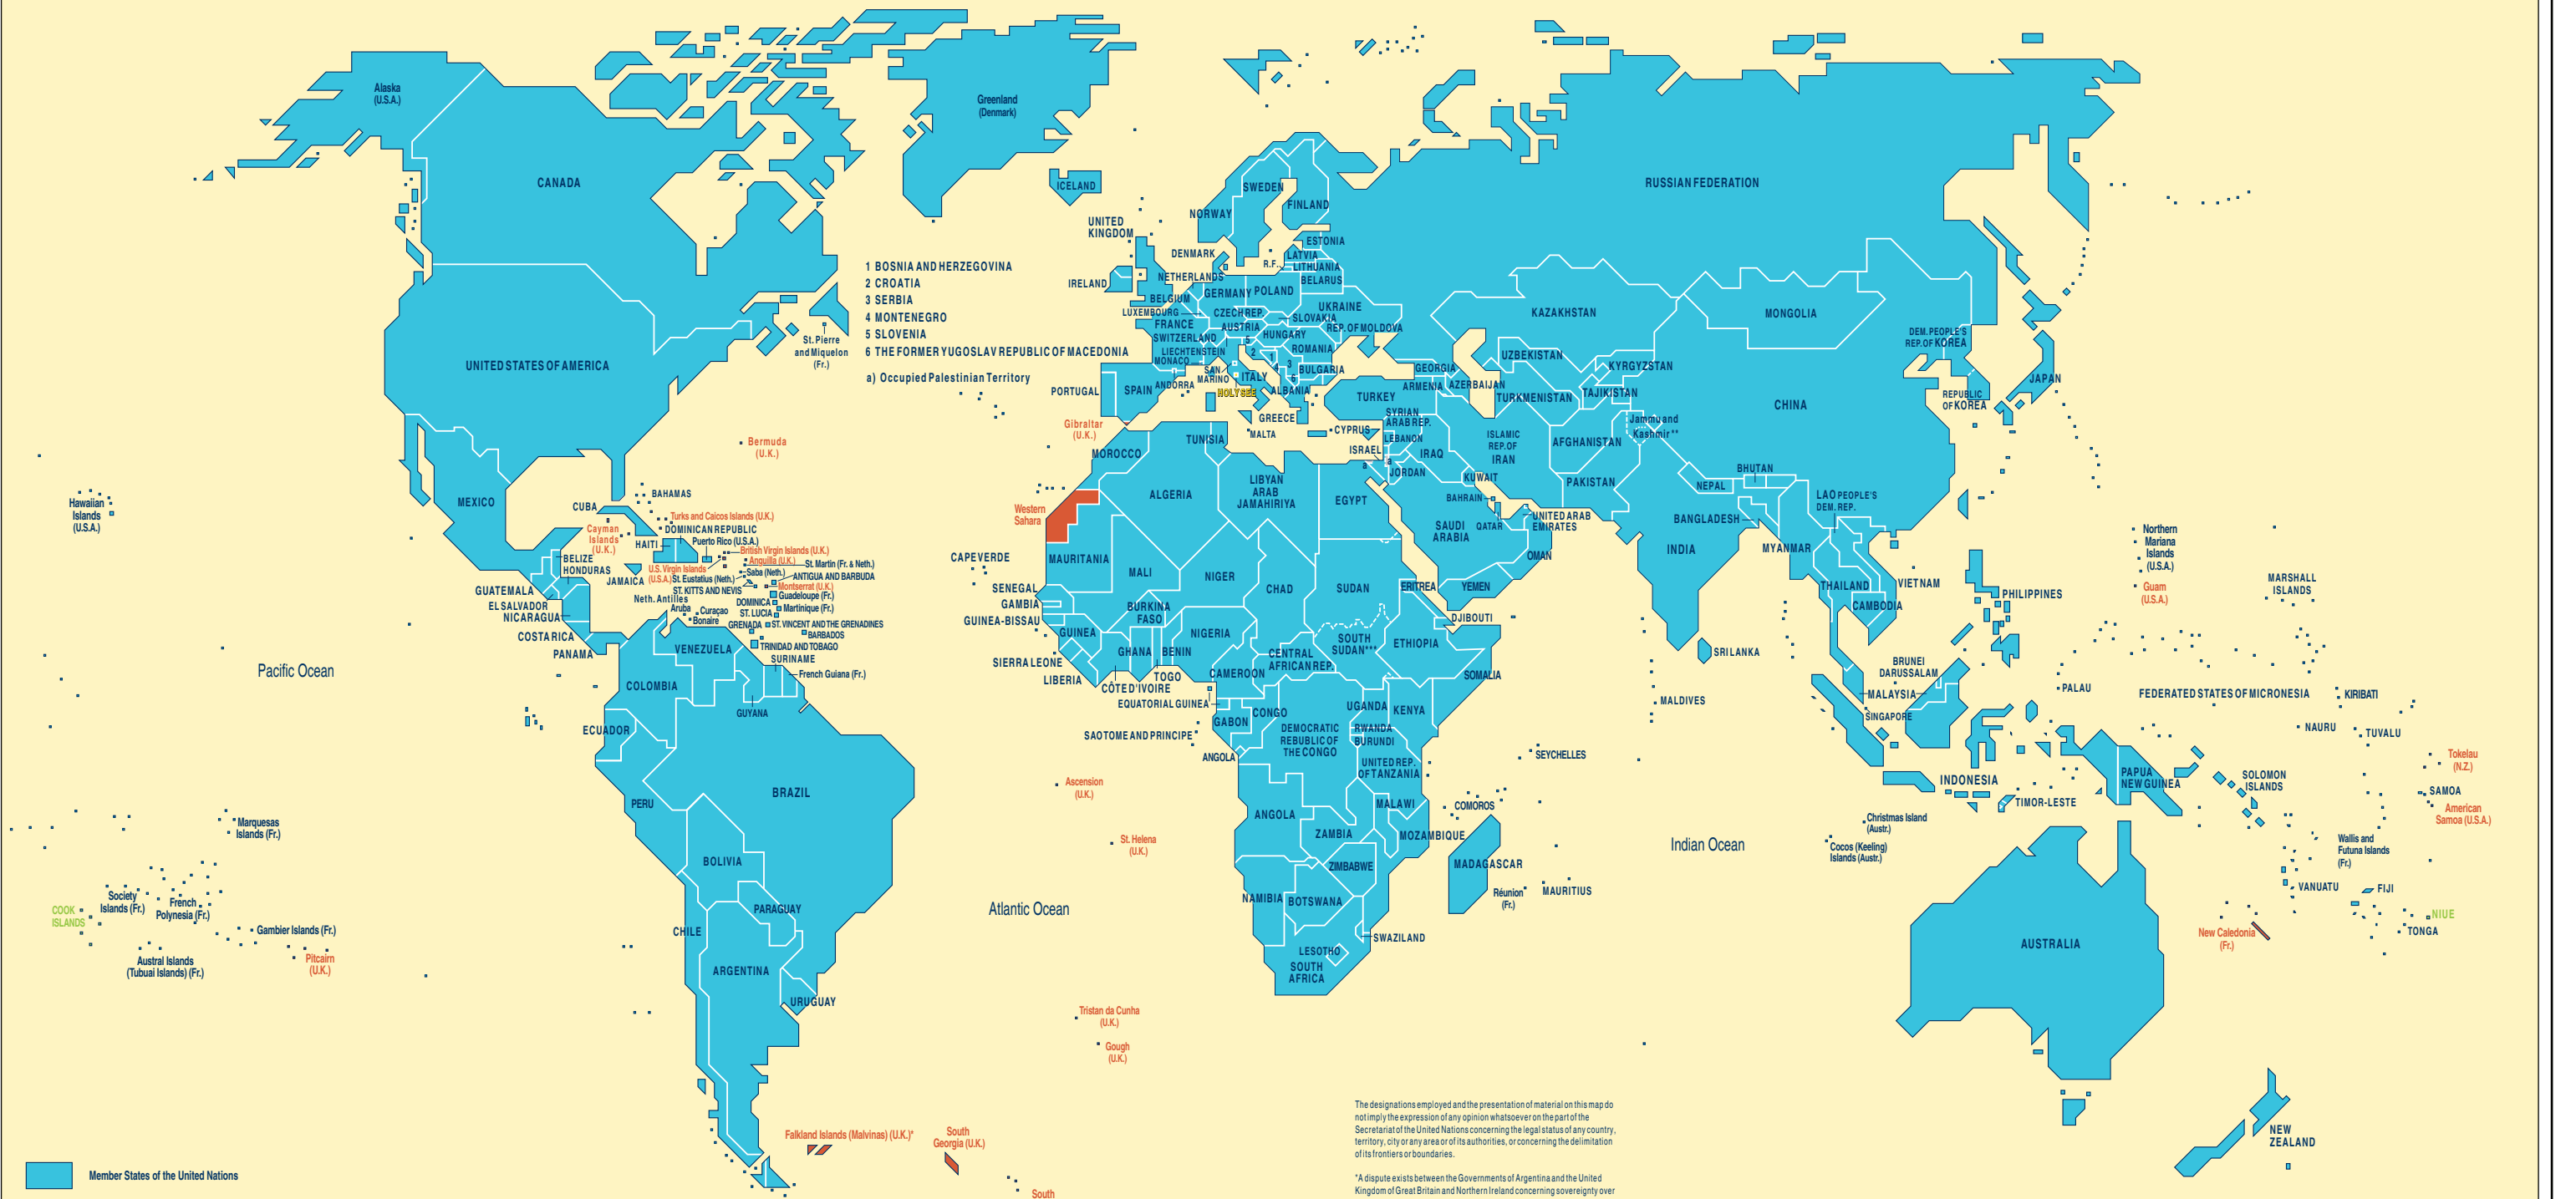 Alaska
(U.S.A.)
Greenland
(Denmark)
CANADA
ICELAND
RUSSIAN FEDERATION
SWEDEN
FINLAND
NORWAY
UNITED
KINGDOM
ESTONIA
DENMARK
LATVIA
R.F.
LITHUANIA
BELARUS
NETHERLANDS
IRELAND
GERMANY
POLAND
BELGIUM
UKRAINE
LUXEMBOURG
CZECH REP.
SLOVAKIA
FRANCE
AUSTRIA
REP. OF MOLDOVA
HUNGARY
SWITZERLAND
5
ROMANIA
LIECHTENSTEIN
2
1
MONACO
3
4
SAN
MARINO
ITALY
6
BULGARIA
ANDORRA
ALBANIA
HOLY SEE
PORTUGAL
SPAIN
GREECE
MALTA
1 BOSNIA AND HERZEGOVINA
2 CROATIA
3 SERBIA
4 MONTENEGRO
5 SLOVENIA
6 THE FORMER YUGOSLAV REPUBLIC OF MACEDONIA
a) Occupied Palestinian Territory
St. Pierre
and Miquelon
(Fr.)
UNITED STATES OF AMERICA
KAZAKHSTAN
MONGOLIA
DEM. PEOPLE'S
REP. OF KOREA
UZBEKISTAN
KYRGYZSTAN
GEORGIA
ARMENIA
AZERBAIJAN
TURKMENISTAN
TAJIKISTAN
JAPAN
REPUBLIC
OF KOREA
CHINA
TURKEY
SYRIAN
ARAB REP.
CYPRUS
LEBANON
ISRAEL
a
a
JORDAN
IRAQ
ISLAMIC
REP. OF
IRAN
AFGHANISTAN
Jammu and
Kashmir **
KUWAIT
PAKISTAN
BAHRAIN
QATAR
UNITED ARAB
EMIRATES
SAUDI
ARABIA
OMAN
YEMEN
NEPAL
BHUTAN
BANGLADESH
INDIA
MYANMAR
LAO PEOPLE'S
DEM. REP.
THAILAND
VIET NAM
CAMBODIA
PHILIPPINES
SRI LANKA
MALDIVES
BRUNEI
DARUSSALAM
MALAYSIA
SINGAPORE
INDONESIA
TIMOR-LESTE
PAPUA
NEW GUINEA
PALAU
Northern
Mariana
Islands
(U.S.A.)
Guam
(U.S.A.)
MARSHALL
ISLANDS
FEDERATED STATES OF MICRONESIA
KIRIBATI
NAURU
TUVALU
Tokelau
(N.Z.)
SOLOMON
ISLANDS
SAMOA
American
Samoa (U.S.A.)
Wallis and
Futuna Islands
(Fr.)
VANUATU
FIJI
NIUE
TONGA
New Caledonia
(Fr.)
Christmas Island
(Austr.)
Cocos (Keeling)
Islands (Austr.)
AUSTRALIA
NEW
ZEALAND
Indian Ocean
Gibraltar
(U.K.)
MOROCCO
TUNISIA
ALGERIA
LIBYAN
ARAB
JAMAHIRIYA
EGYPT
Western
Sahara
MAURITANIA
CAPE VERDE
MALI
NIGER
CHAD
SUDAN
ERITREA
SENEGAL
GAMBIA
GUINEA-BISSAU
GUINEA
BURKINA
FASO
NIGERIA
DJIBOUTI
SIERRA LEONE
LIBERIA
GHANA
BENIN
TOGO
CÔTE D'IVOIRE
CAMEROON
CENTRAL
AFRICAN REP.
SOUTH
SUDAN***
ETHIOPIA
SOMALIA
EQUATORIAL GUINEA
GABON
CONGO
UGANDA
KENYA
SAO TOME AND PRINCIPE
DEMOCRATIC
REBUBLIC OF
THE CONGO
RWANDA
BURUNDI
ANGOLA
UNITED REP.
OF TANZANIA
SEYCHELLES
ANGOLA
MALAWI
COMOROS
ZAMBIA
MOZAMBIQUE
ZIMBABWE
MADAGASCAR
NAMIBIA
BOTSWANA
Réunion
(Fr.)
MAURITIUS
SWAZILAND
LESOTHO
SOUTH
AFRICA
Ascension
(U.K.)
St. Helena
(U.K.)
Atlantic Ocean
Tristan da Cunha
(U.K.)
Gough
(U.K.)
Bermuda
(U.K.)
Hawaiian
Islands
(U.S.A.)
MEXICO
CUBA
BAHAMAS
Cayman
Islands
(U.K.)
Turks and Caicos Islands (U.K.)
DOMINICAN REPUBLIC
HAITI
Puerto Rico (U.S.A.)
British Virgin Islands (U.K.)
Anguilla (U.K.)
St. Martin (Fr. & Neth.)
U.S. Virgin Islands
(U.S.A.)
Saba (Neth.)
St. Eustatius (Neth.)
ANTIGUA AND BARBUDA
Montserrat (U.K.)
ST. KITTS AND NEVIS
Guadeloupe (Fr.)
BELIZE
HONDURAS
JAMAICA
GUATEMALA
EL SALVADOR
NICARAGUA
Neth. Antilles
DOMINICA
Martinique (Fr.)
ST. LUCIA
Aruba
Curaçao
Bonaire
GRENADA
ST. VINCENT AND THE GRENADINES
BARBADOS
TRINIDAD AND TOBAGO
COSTA RICA
PANAMA
VENEZUELA
SURINAME
French Guiana (Fr.)
COLOMBIA
GUYANA
ECUADOR
PERU
BRAZIL
BOLIVIA
PARAGUAY
CHILE
ARGENTINA
URUGUAY
Pacific Ocean
Marquesas
Islands (Fr.)
Society
Islands (Fr.)
French
Polynesia (Fr.)
COOK
ISLANDS
Gambier Islands (Fr.)
Austral Islands
(Tubuai Islands) (Fr.)
Pitcairn
(U.K.)
Falkland Islands (Malvinas) (U.K.)*
South
Georgia (U.K.)
South
Member States of the United Nations
The designations employed and the presentation of material on this map do
not imply the expression of any opinion whatsoever on the part of the
Secretariat of the United Nations concerning the legal status of any country,
territory, city or any area or of its authorities, or concerning the delimitation
of its frontiers or boundaries.
*A dispute exists between the Governments of Argentina and the United
Kingdom of Great Britain and Northern Ireland concerning sovereignty over